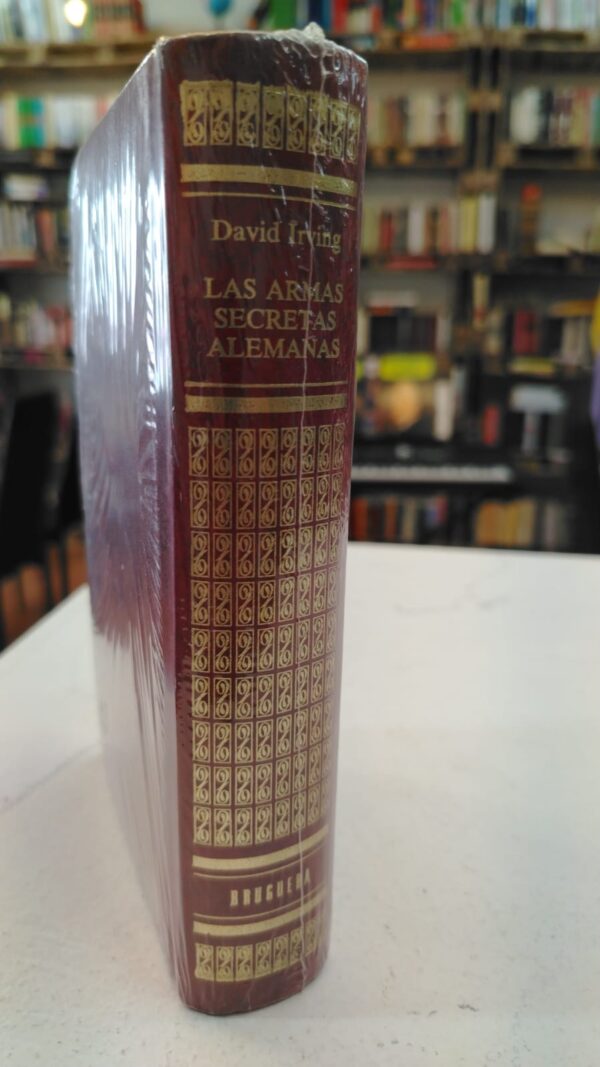 David Irving
LAS ARMAS
SECRETAS
ALEMANAS
BRUGUERA